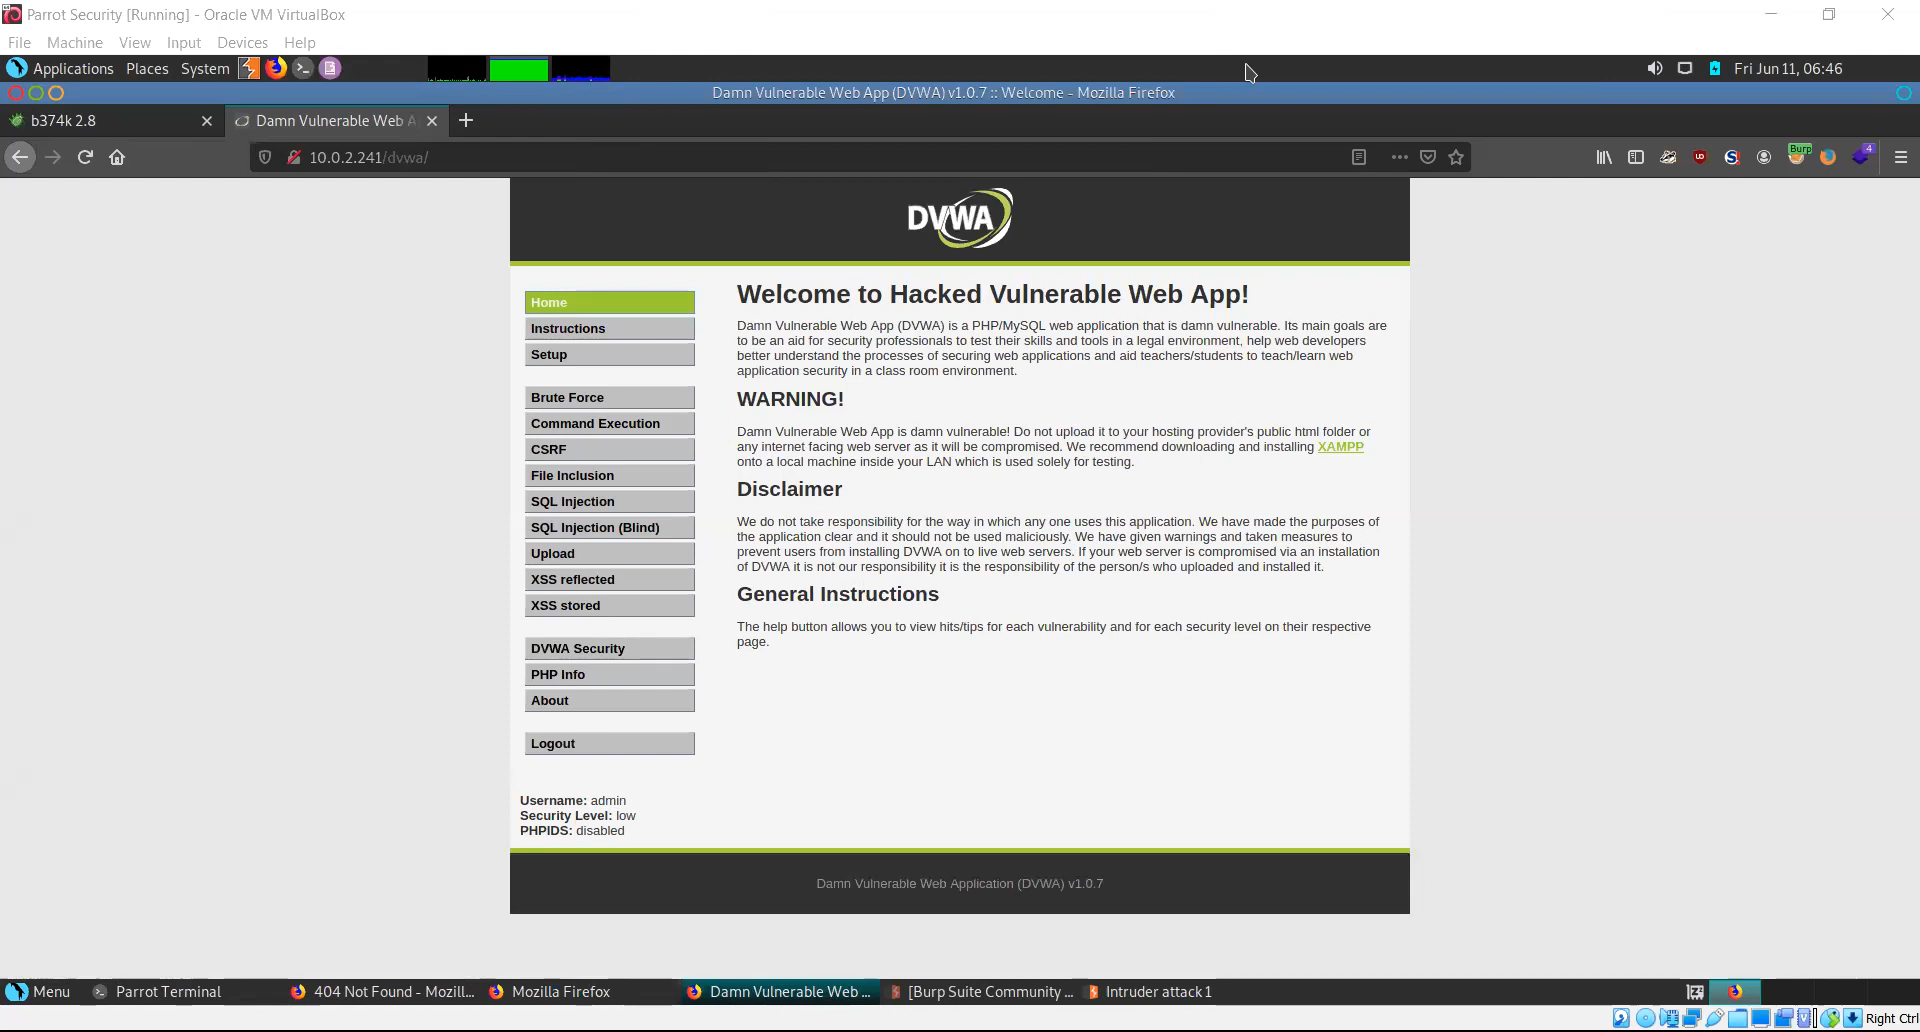 Parrot Security [Running] - Oracle VM VirtualBox
File Machine View Input Devices Help
Applications Places System Fri Jun 11, 06:46
Damn Vulnerable Web App (DVWA) v1.0.7 :: Welcome - Mozilla Firefox
b374k 2.8 Damn Vulnerable Web A
10.0.2.241/dvwa/
UD
S
Burp
4
DVWA
Home
Instructions
Setup
Brute Force
Command Execution
CSRF
File Inclusion
SQL Injection
SQL Injection (Blind)
Upload
XSS reflected
XSS stored
DVWA Security
PHP Info
About
Logout
Username: admin
Security Level: low
PHPIDS: disabled
Welcome to Hacked Vulnerable Web App!
Damn Vulnerable Web App (DVWA) is a PHP/MySQL web application that is damn vulnerable. Its main goals are
to be an aid for security professionals to test their skills and tools in a legal environment, help web developers
better understand the processes of securing web applications and aid teachers/students to teach/learn web
application security in a class room environment.
WARNING!
Damn Vulnerable Web App is damn vulnerable! Do not upload it to your hosting provider's public html folder or
any internet facing web server as it will be compromised. We recommend downloading and installing XAMPP
onto a local machine inside your LAN which is used solely for testing.
Disclaimer
We do not take responsibility for the way in which any one uses this application. We have made the purposes of
the application clear and it should not be used maliciously. We have given warnings and taken measures to
prevent users from installing DVWA on to live web servers. If your web server is compromised via an installation
of DVWA it is not our responsibility it is the responsibility of the person/s who uploaded and installed it.
General Instructions
The help button allows you to view hits/tips for each vulnerability and for each security level on their respective
page.
Damn Vulnerable Web Application (DVWA) v1.0.7
Menu Parrot Terminal 404 Not Found - Mozill... Mozilla Firefox Damn Vulnerable Web ... [Burp Suite Community ... Intruder attack 1
Right Ctrl